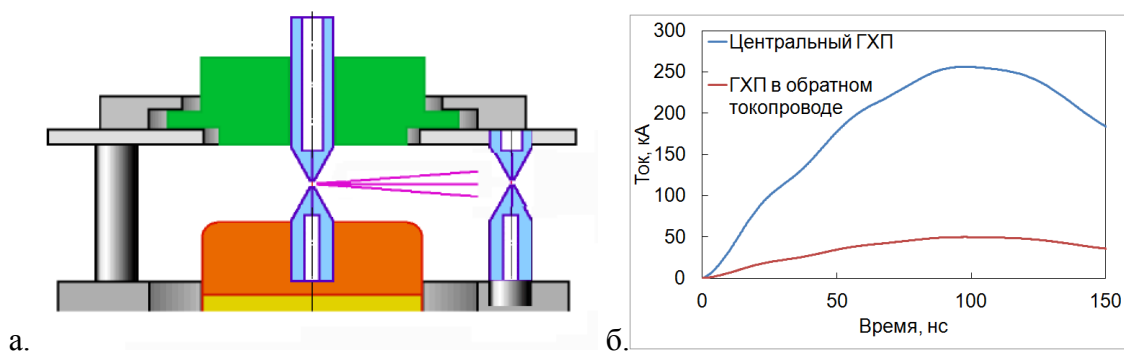 а.
б.
300
250
200
150
100
50
0
Ток, кА
Центральный ГХП
ГХП в обратном
токопроводе
0
50
100
150
Время, нс